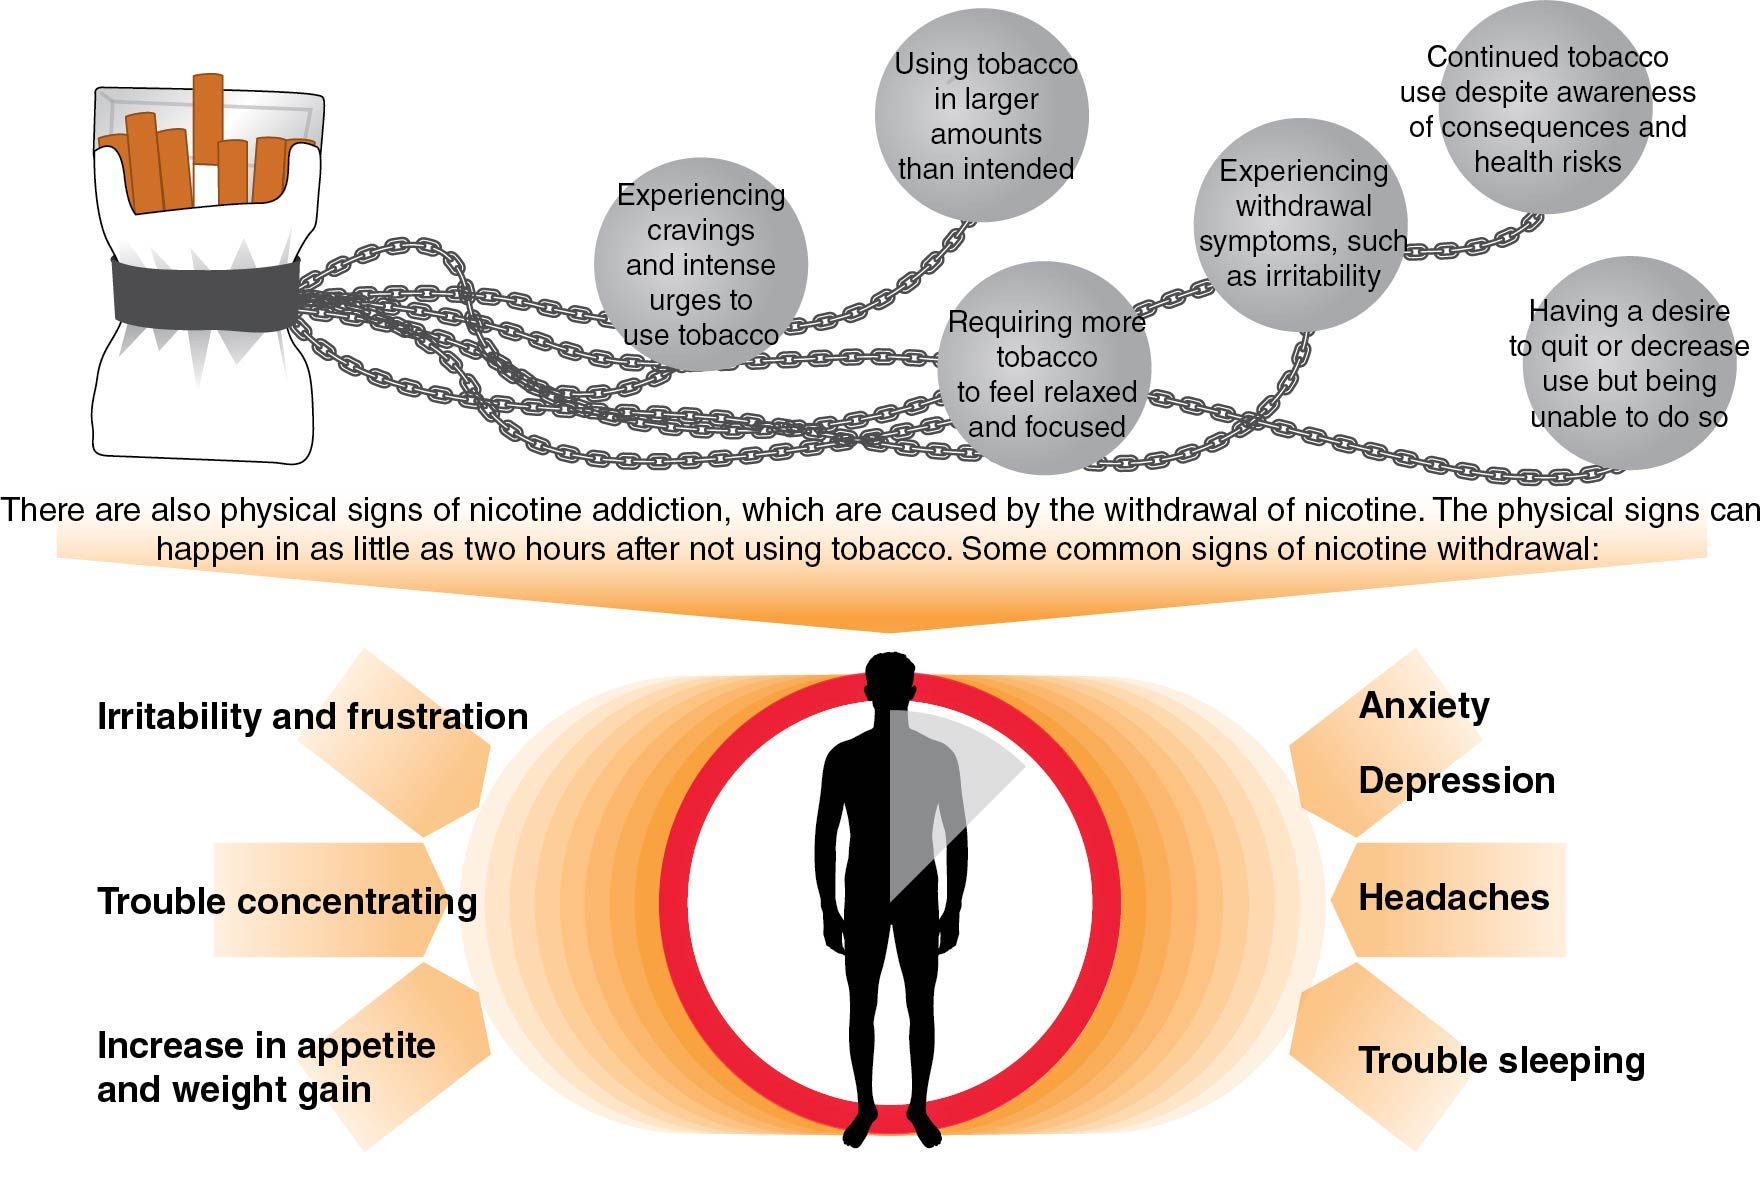 Experiencing
cravings
and intense
urges to
use tobacco
Using tobacco
in larger
amounts
than intended
Requiring more
tobacco
to feel relaxed
and focused
Experiencing
withdrawal
symptoms, such
as irritability
Continued tobacco
use despite awareness
of consequences and
health risks
Having a desire
to quit or decrease
use but being
unable to do so
There are also physical signs of nicotine addiction, which are caused by the withdrawal of nicotine. The physical signs can
happen in as little as two hours after not using tobacco. Some common signs of nicotine withdrawal:
Irritability and frustration
Trouble concentrating
Increase in appetite
and weight gain
Anxiety
Depression
Headaches
Trouble sleeping